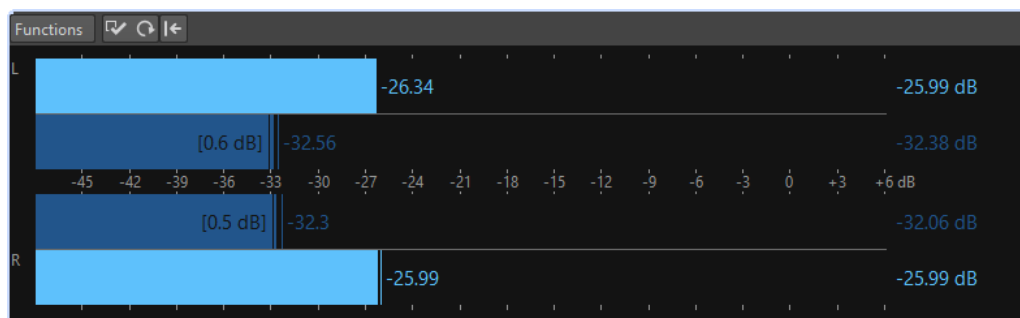 Functions
L
-26.34 -25.99 dB
[0.6 dB] -32.56 -32.38 dB
-45 -42 -39 -36 -33 -30 -27 -24 -21 -18 -15 -12 -9 -6 -3 0 +3 +6 dB
[0.5 dB] -32.3 -32.06 dB
R
-25.99 -25.99 dB